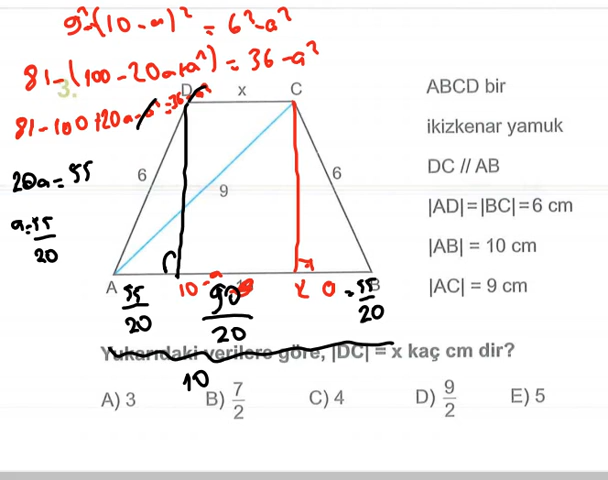 9²-(10-a)² = 6²-a²
81-(100-20a+a²) = 36-a²
3.
D x C
81-100+20a-a²=36-a²
20a=55
a=55/20
6 9 6
A 55/20 10-a 90/20 a =55/20 B
10
ABCD bir
ikizkenar yamuk
DC // AB
|AD|=|BC|=6 cm
|AB| = 10 cm
|AC| = 9 cm
Yukarıdaki verilere göre, |DC| = x kaç cm dir?
A) 3 B) 7/2 C) 4 D) 9/2 E) 5